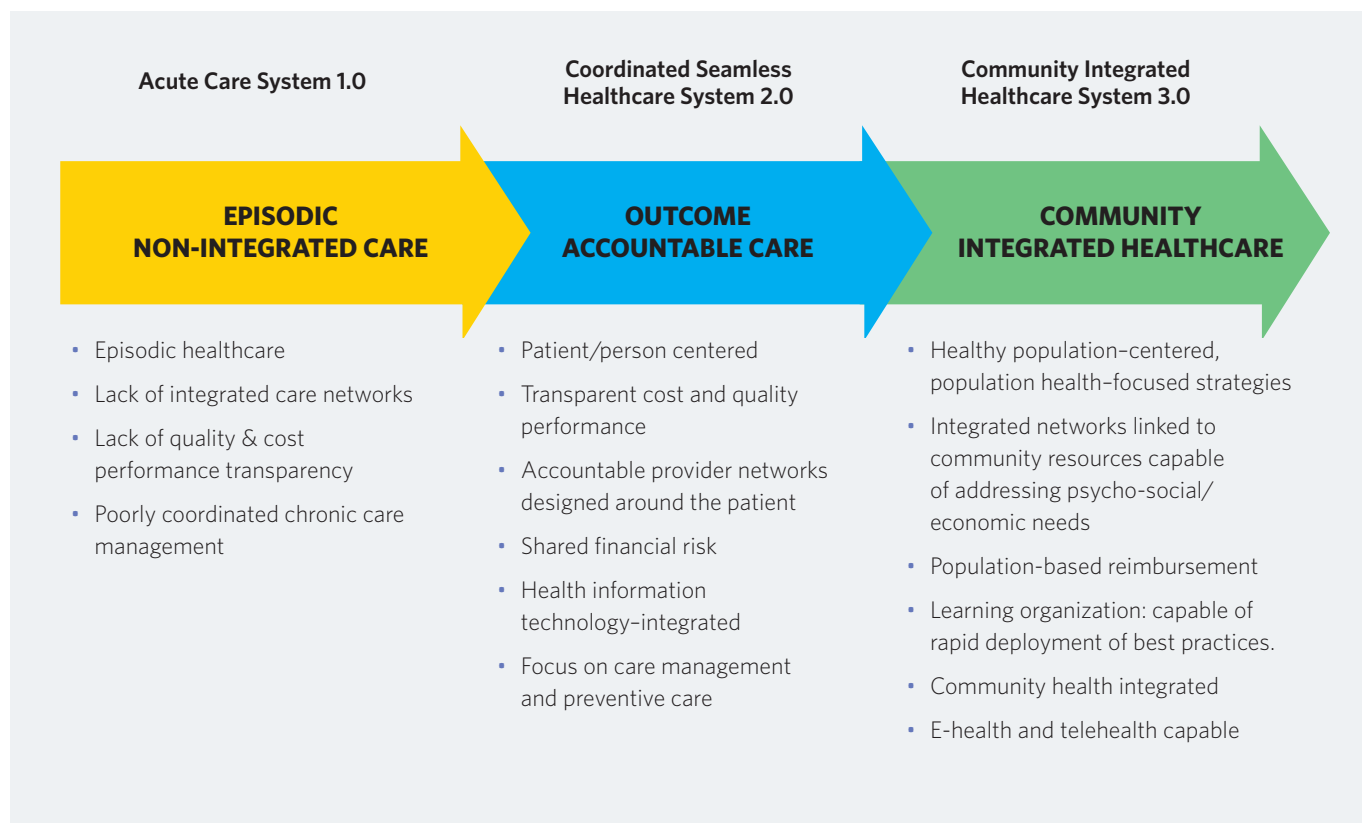 Acute Care System 1.0
Coordinated Seamless
Healthcare System 2.0
Community Integrated
Healthcare System 3.0
EPISODIC
NON-INTEGRATED CARE
OUTCOME
ACCOUNTABLE CARE
COMMUNITY
INTEGRATED HEALTHCARE
• Episodic healthcare
• Lack of integrated care networks
• Lack of quality & cost
performance transparency
• Poorly coordinated chronic care
management
• Patient/person centered
• Transparent cost and quality
performance
• Accountable provider networks
designed around the patient
• Shared financial risk
• Health information
technology–integrated
• Focus on care management
and preventive care
• Healthy population–centered,
population health–focused strategies
• Integrated networks linked to
community resources capable
of addressing psycho-social/
economic needs
• Population-based reimbursement
• Learning organization: capable of
rapid deployment of best practices.
• Community health integrated
• E-health and telehealth capable